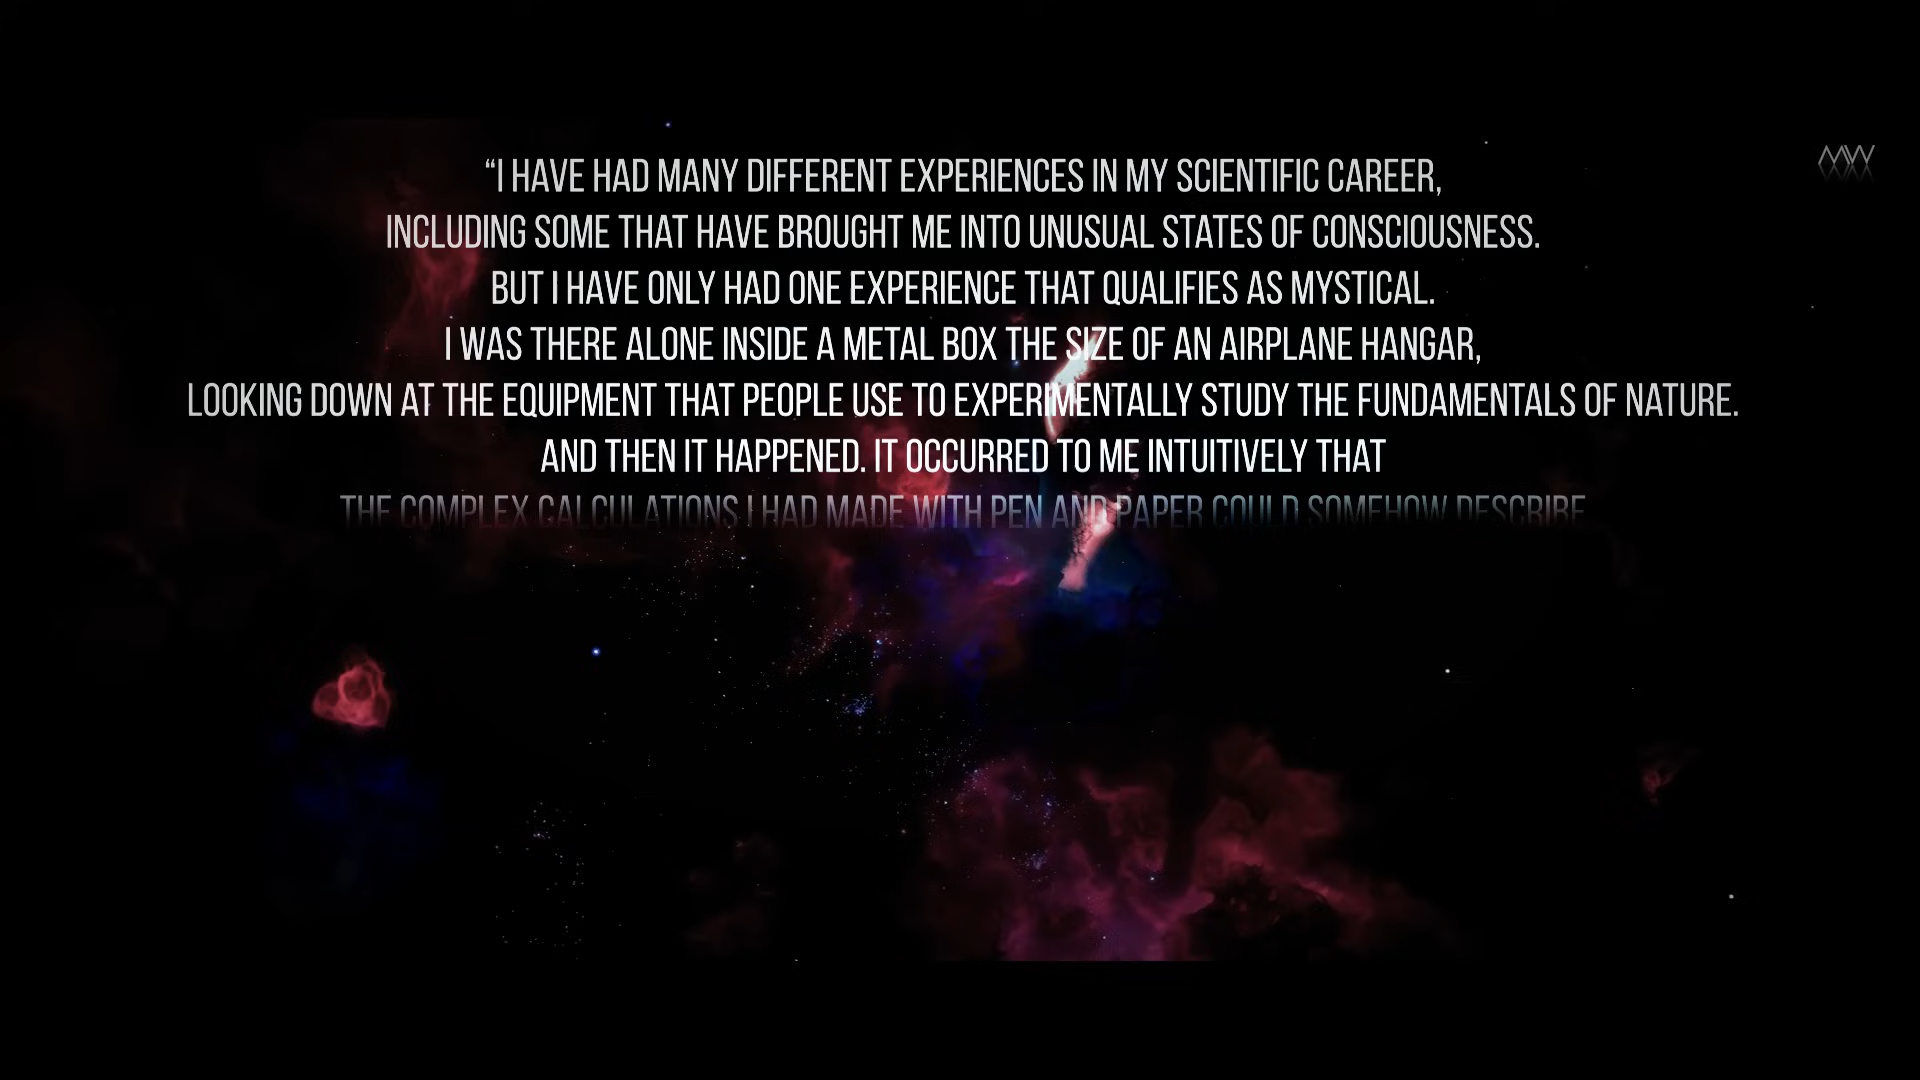 “I HAVE HAD MANY DIFFERENT EXPERIENCES IN MY SCIENTIFIC CAREER,
INCLUDING SOME THAT HAVE BROUGHT ME INTO UNUSUAL STATES OF CONSCIOUSNESS.
BUT I HAVE ONLY HAD ONE EXPERIENCE THAT QUALIFIES AS MYSTICAL.
I WAS THERE ALONE INSIDE A METAL BOX THE SIZE OF AN AIRPLANE HANGAR,
LOOKING DOWN AT THE EQUIPMENT THAT PEOPLE USE TO EXPERIMENTALLY STUDY THE FUNDAMENTALS OF NATURE.
AND THEN IT HAPPENED. IT OCCURRED TO ME INTUITIVELY THAT
THE COMPLEX CALCULATIONS I HAD MADE WITH PEN AND PAPER COULD SOMEHOW DESCRIBE
MW